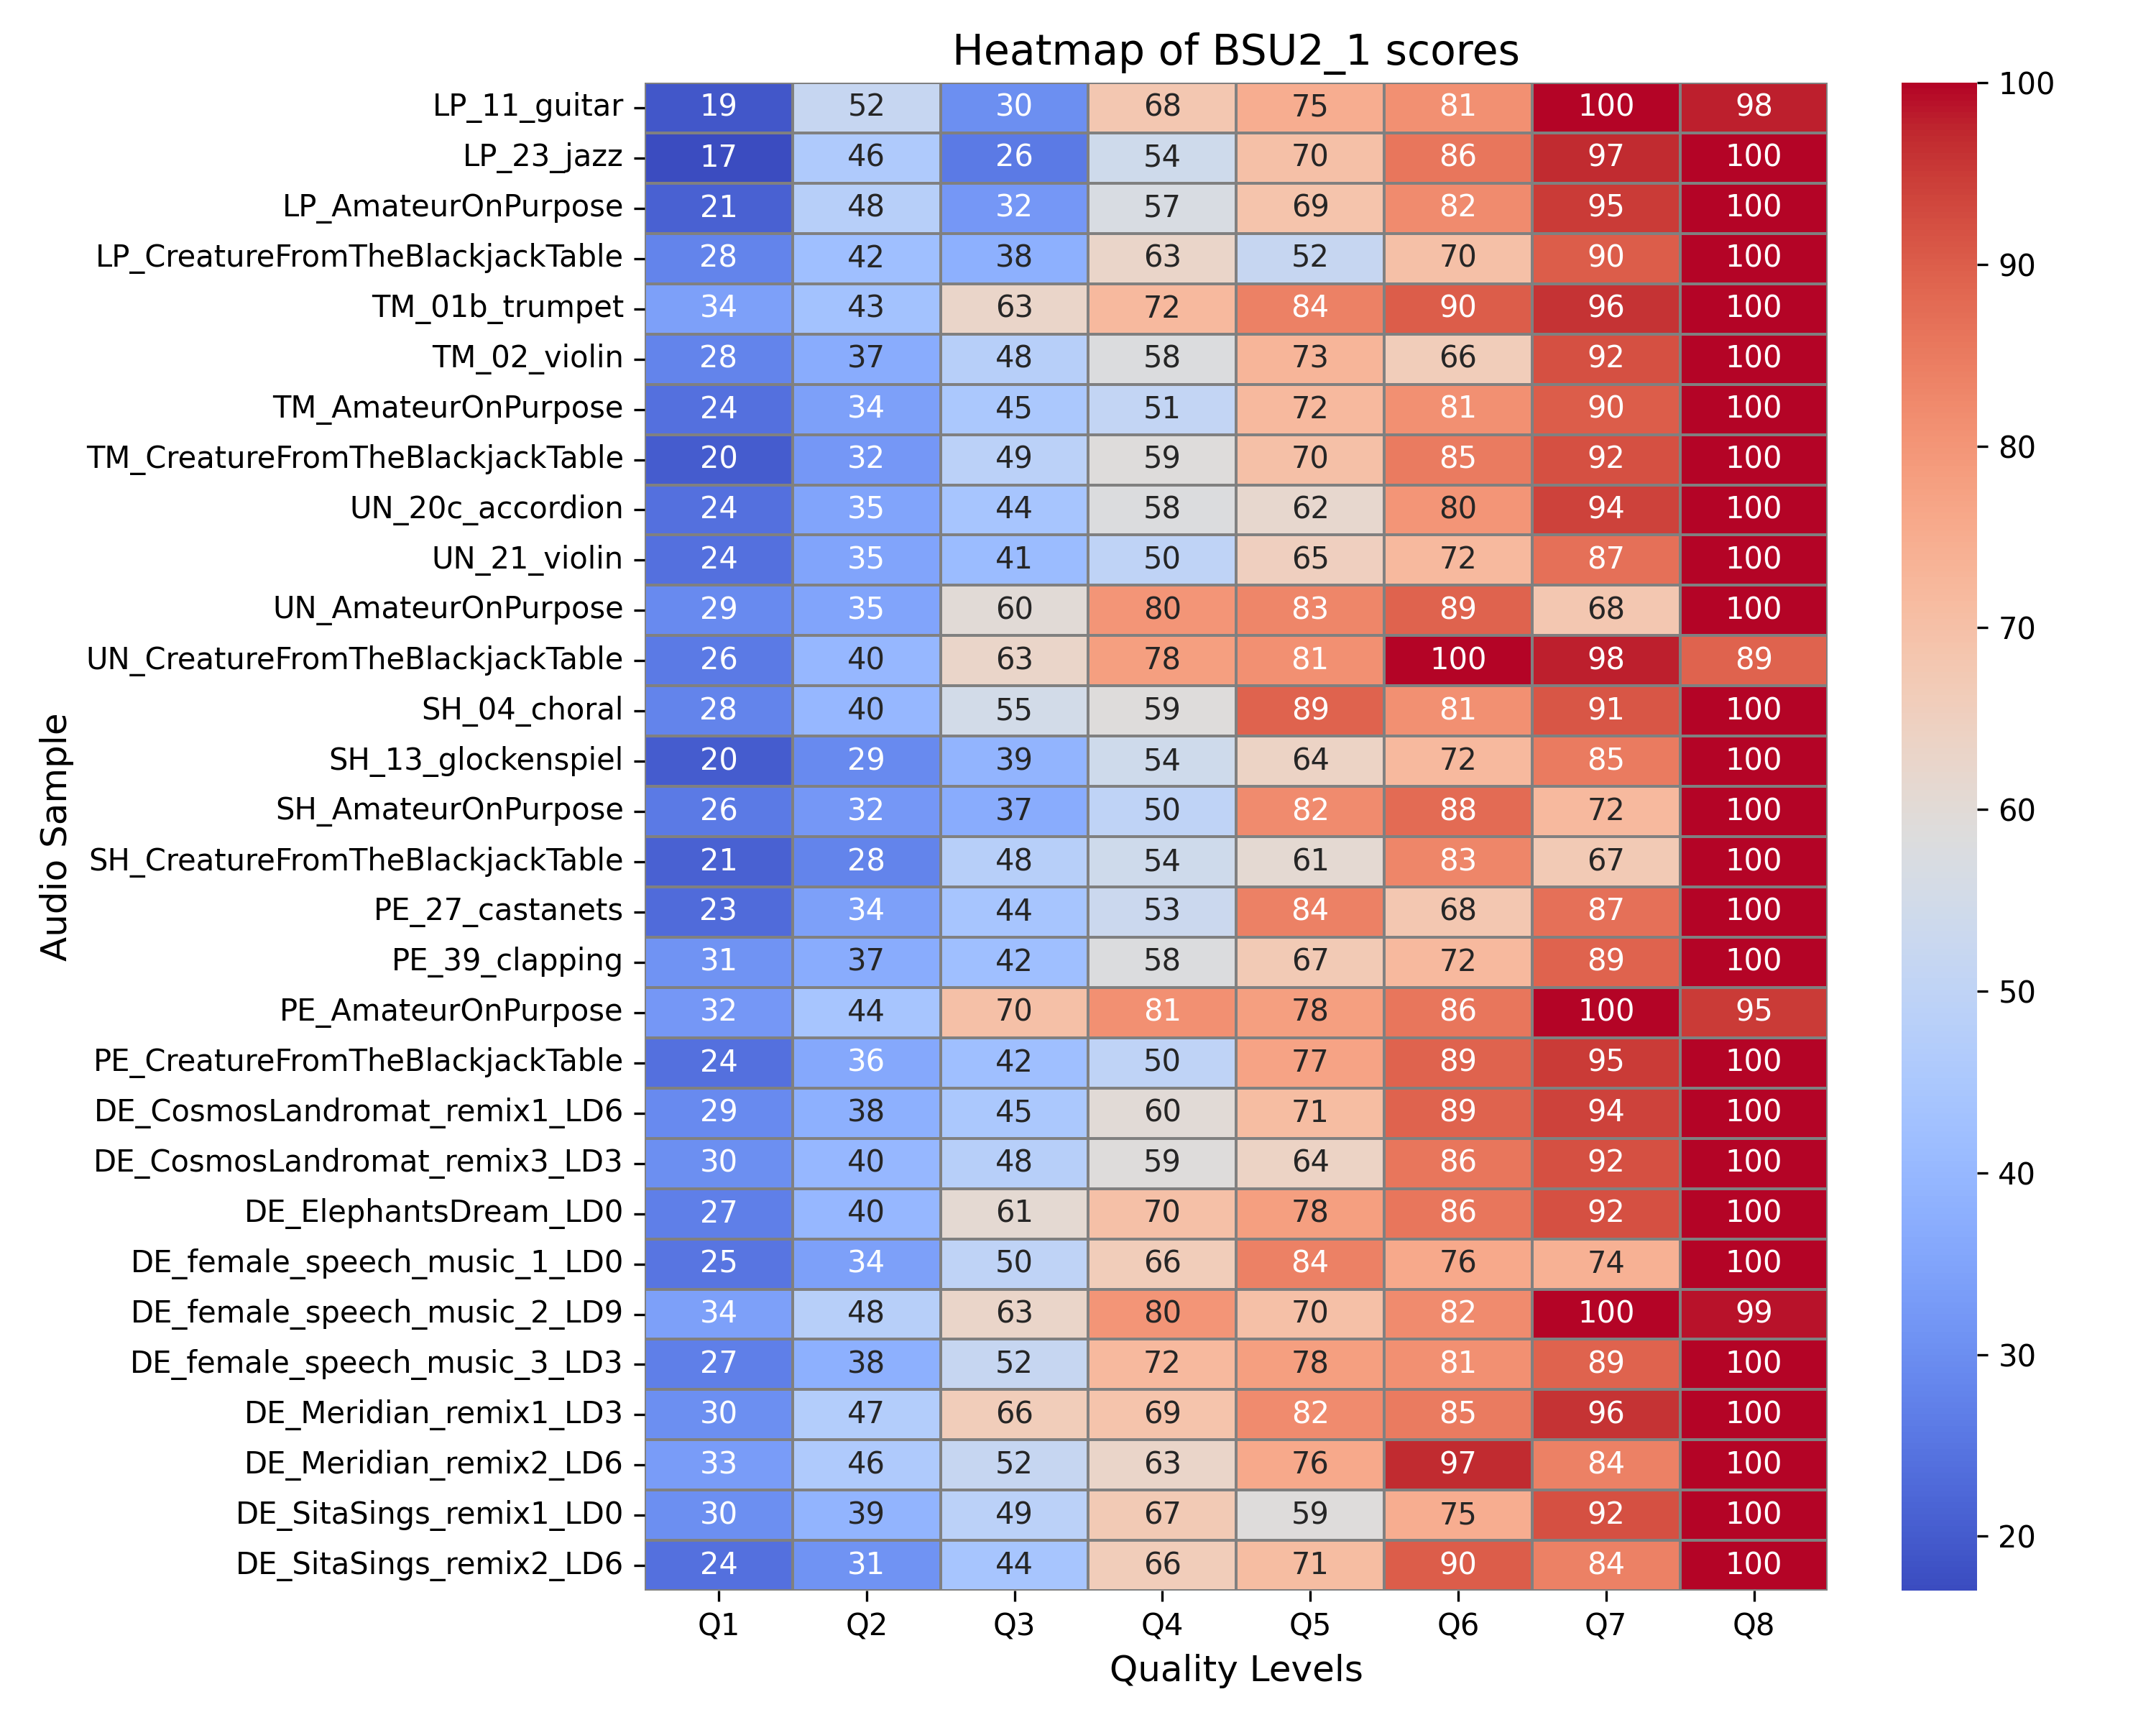 Heatmap of BSU2_1 scores
LP_11_guitar 19 52 30 68 75 81 100 98
LP_23_jazz 17 46 26 54 70 86 97 100
LP_AmateurOnPurpose 21 48 32 57 69 82 95 100
LP_CreatureFromTheBlackjackTable 28 42 38 63 52 70 90 100
TM_01b_trumpet 34 43 63 72 84 90 96 100
TM_02_violin 28 37 48 58 73 66 92 100
TM_AmateurOnPurpose 24 34 45 51 72 81 90 100
TM_CreatureFromTheBlackjackTable 20 32 49 59 70 85 92 100
UN_20c_accordion 24 35 44 58 62 80 94 100
UN_21_violin 24 35 41 50 65 72 87 100
UN_AmateurOnPurpose 29 35 60 80 83 89 68 100
UN_CreatureFromTheBlackjackTable 26 40 63 78 81 100 98 89
SH_04_choral 28 40 55 59 89 81 91 100
SH_13_glockenspiel 20 29 39 54 64 72 85 100
SH_AmateurOnPurpose 26 32 37 50 82 88 72 100
SH_CreatureFromTheBlackjackTable 21 28 48 54 61 83 67 100
PE_27_castanets 23 34 44 53 84 68 87 100
PE_39_clapping 31 37 42 58 67 72 89 100
PE_AmateurOnPurpose 32 44 70 81 78 86 100 95
PE_CreatureFromTheBlackjackTable 24 36 42 50 77 89 95 100
DE_CosmosLandromat_remix1_LD6 29 38 45 60 71 89 94 100
DE_CosmosLandromat_remix3_LD3 30 40 48 59 64 86 92 100
DE_ElephantsDream_LD0 27 40 61 70 78 86 92 100
DE_female_speech_music_1_LD0 25 34 50 66 84 76 74 100
DE_female_speech_music_2_LD9 34 48 63 80 70 82 100 99
DE_female_speech_music_3_LD3 27 38 52 72 78 81 89 100
DE_Meridian_remix1_LD3 30 47 66 69 82 85 96 100
DE_Meridian_remix2_LD6 33 46 52 63 76 97 84 100
DE_SitaSings_remix1_LD0 30 39 49 67 59 75 92 100
DE_SitaSings_remix2_LD6 24 31 44 66 71 90 84 100
Q1 Q2 Q3 Q4 Q5 Q6 Q7 Q8
Quality Levels
Audio Sample
100
90
80
70
60
50
40
30
20